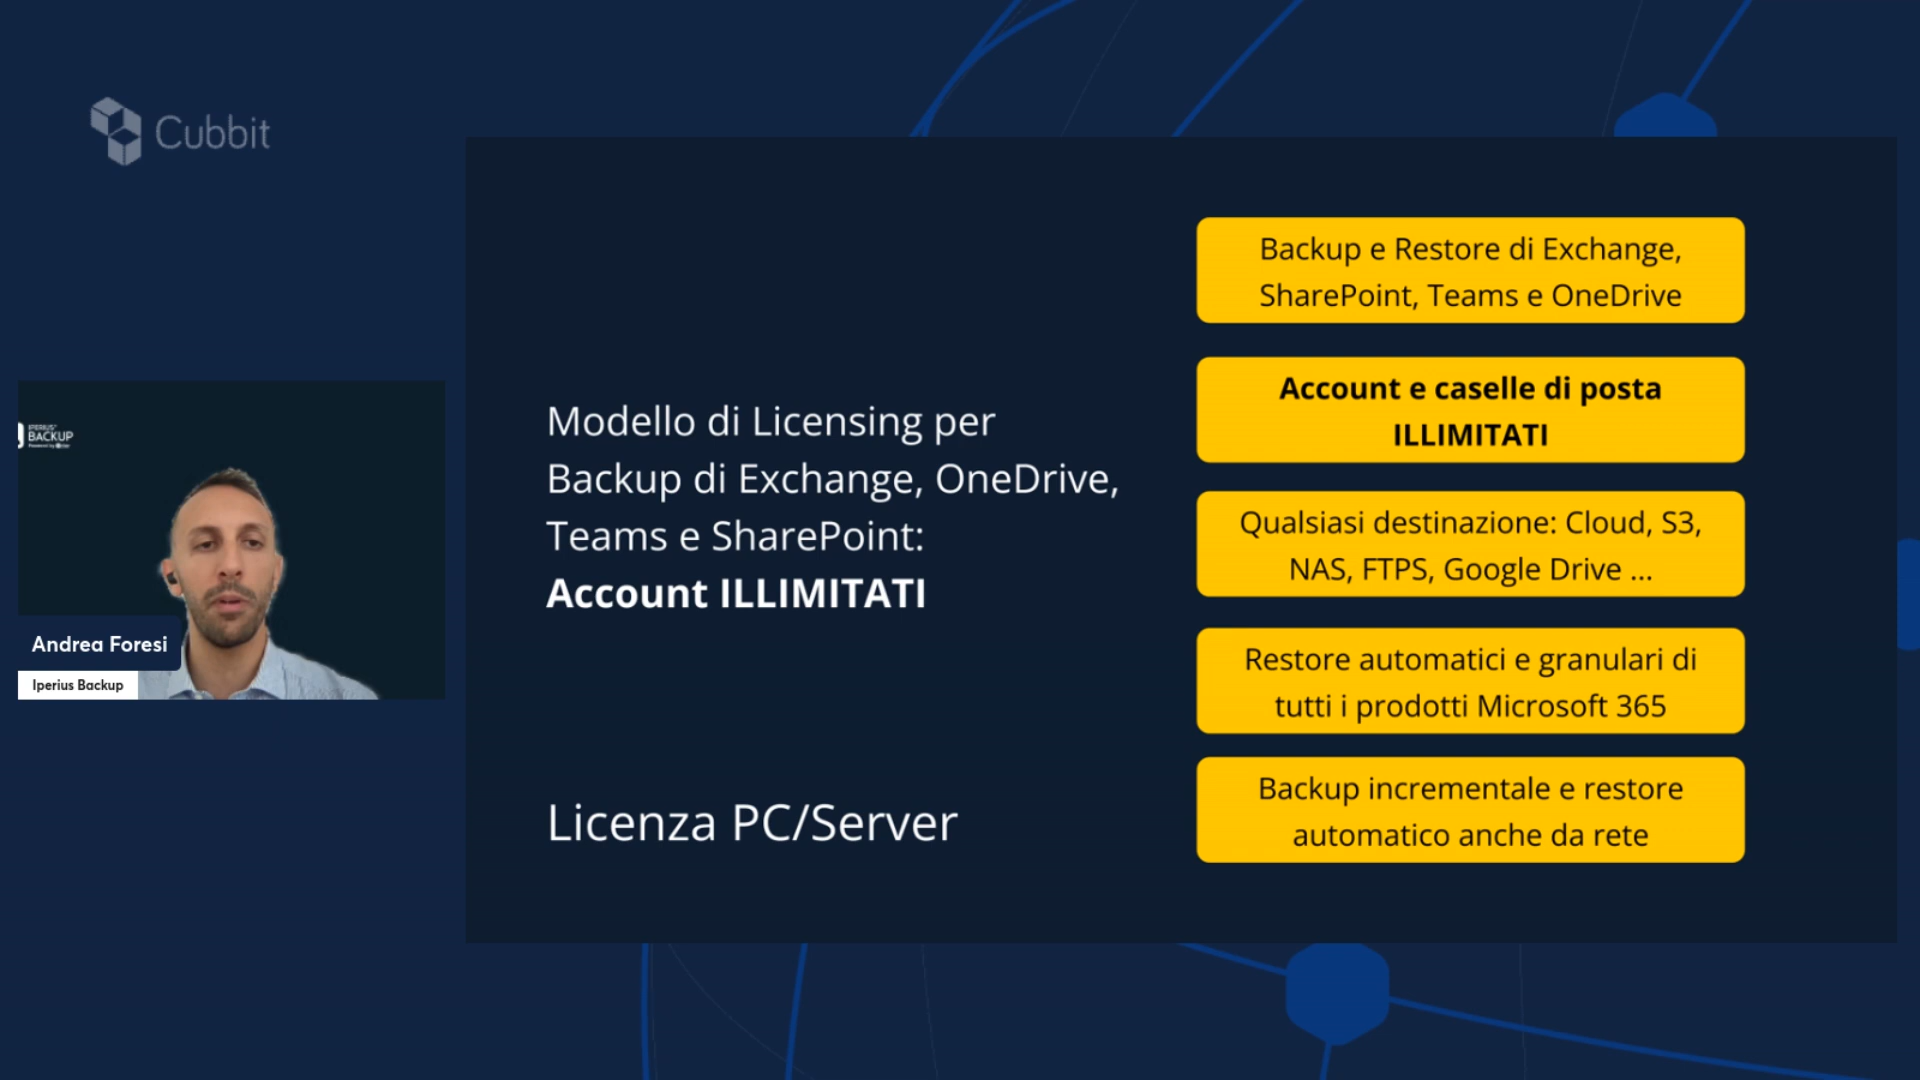 Cubbit
IPERIUS
BACKUP
Andrea Foresi
Iperius Backup
Modello di Licensing per
Backup di Exchange, OneDrive,
Teams e SharePoint:
Account ILLIMITATI
Licenza PC/Server
Backup e Restore di Exchange,
SharePoint, Teams e OneDrive
Account e caselle di posta
ILLIMITATI
Qualsiasi destinazione: Cloud, S3,
NAS, FTPS, Google Drive ...
Restore automatici e granulari di
tutti i prodotti Microsoft 365
Backup incrementale e restore
automatico anche da rete